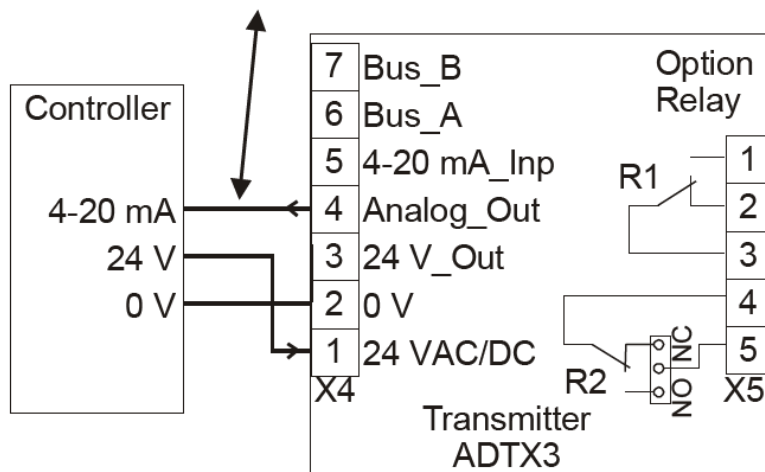 Controller
4-20 mA
24 V
0 V
7 Bus_B
6 Bus_A
5 4-20 mA_Inp
4 Analog_Out
3 24 V_Out
2 0 V
1 24 VAC/DC
X4
Transmitter
ADTX3
Option
Relay
R1
1
2
3
4
5
R2
NC
NO
X5